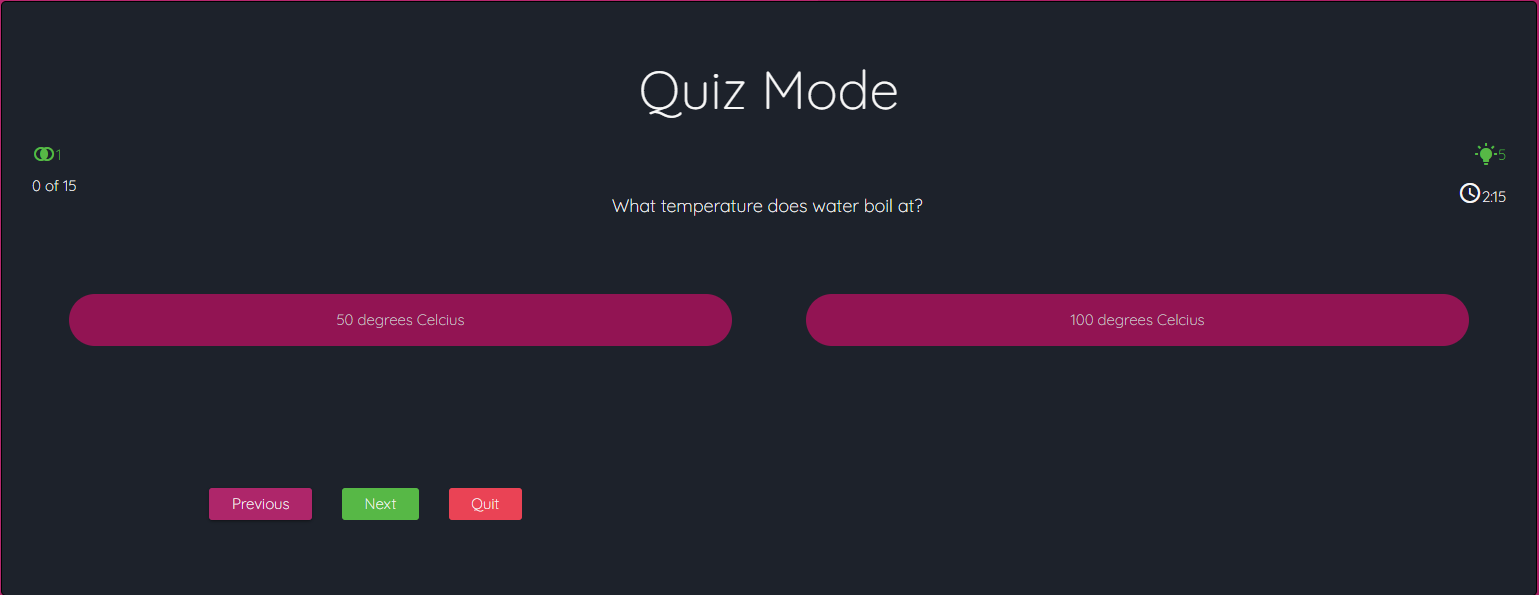 Quiz Mode
1
5
0 of 15
2:15
What temperature does water boil at?
50 degrees Celcius
100 degrees Celcius
Previous
Next
Quit